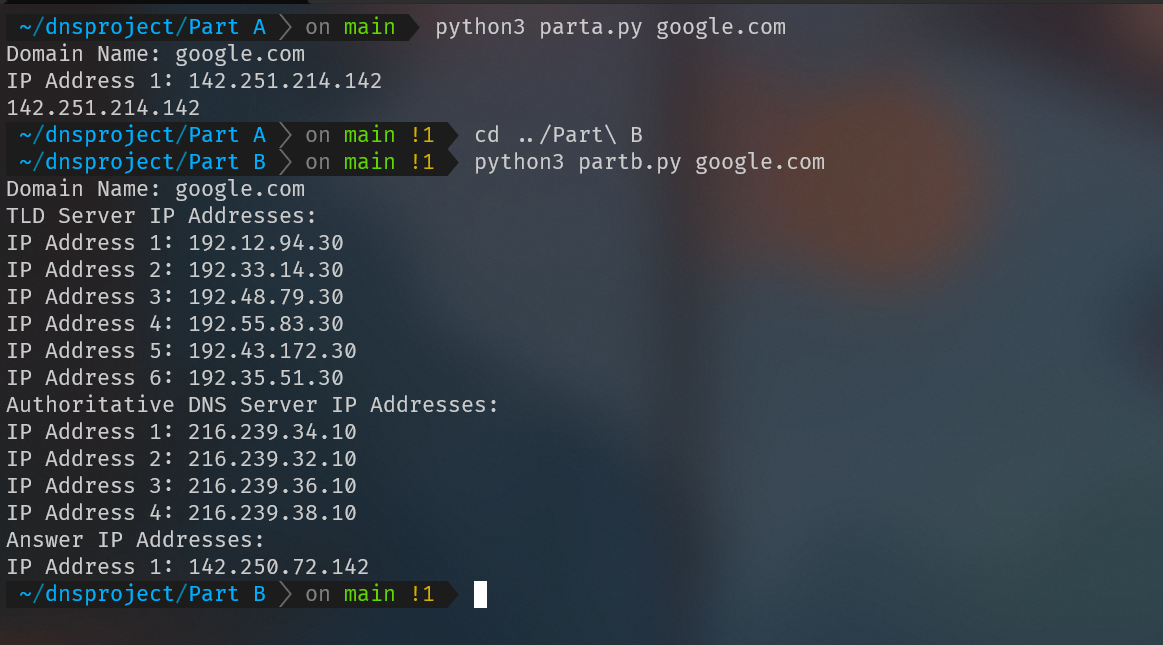 ~/dnsproject/Part A on main python3 parta.py google.com
Domain Name: google.com
IP Address 1: 142.251.214.142
142.251.214.142
~/dnsproject/Part A on main !1 cd ../Part\ B
~/dnsproject/Part B on main !1 python3 partb.py google.com
Domain Name: google.com
TLD Server IP Addresses:
IP Address 1: 192.12.94.30
IP Address 2: 192.33.14.30
IP Address 3: 192.48.79.30
IP Address 4: 192.55.83.30
IP Address 5: 192.43.172.30
IP Address 6: 192.35.51.30
Authoritative DNS Server IP Addresses:
IP Address 1: 216.239.34.10
IP Address 2: 216.239.32.10
IP Address 3: 216.239.36.10
IP Address 4: 216.239.38.10
Answer IP Addresses:
IP Address 1: 142.250.72.142
~/dnsproject/Part B on main !1